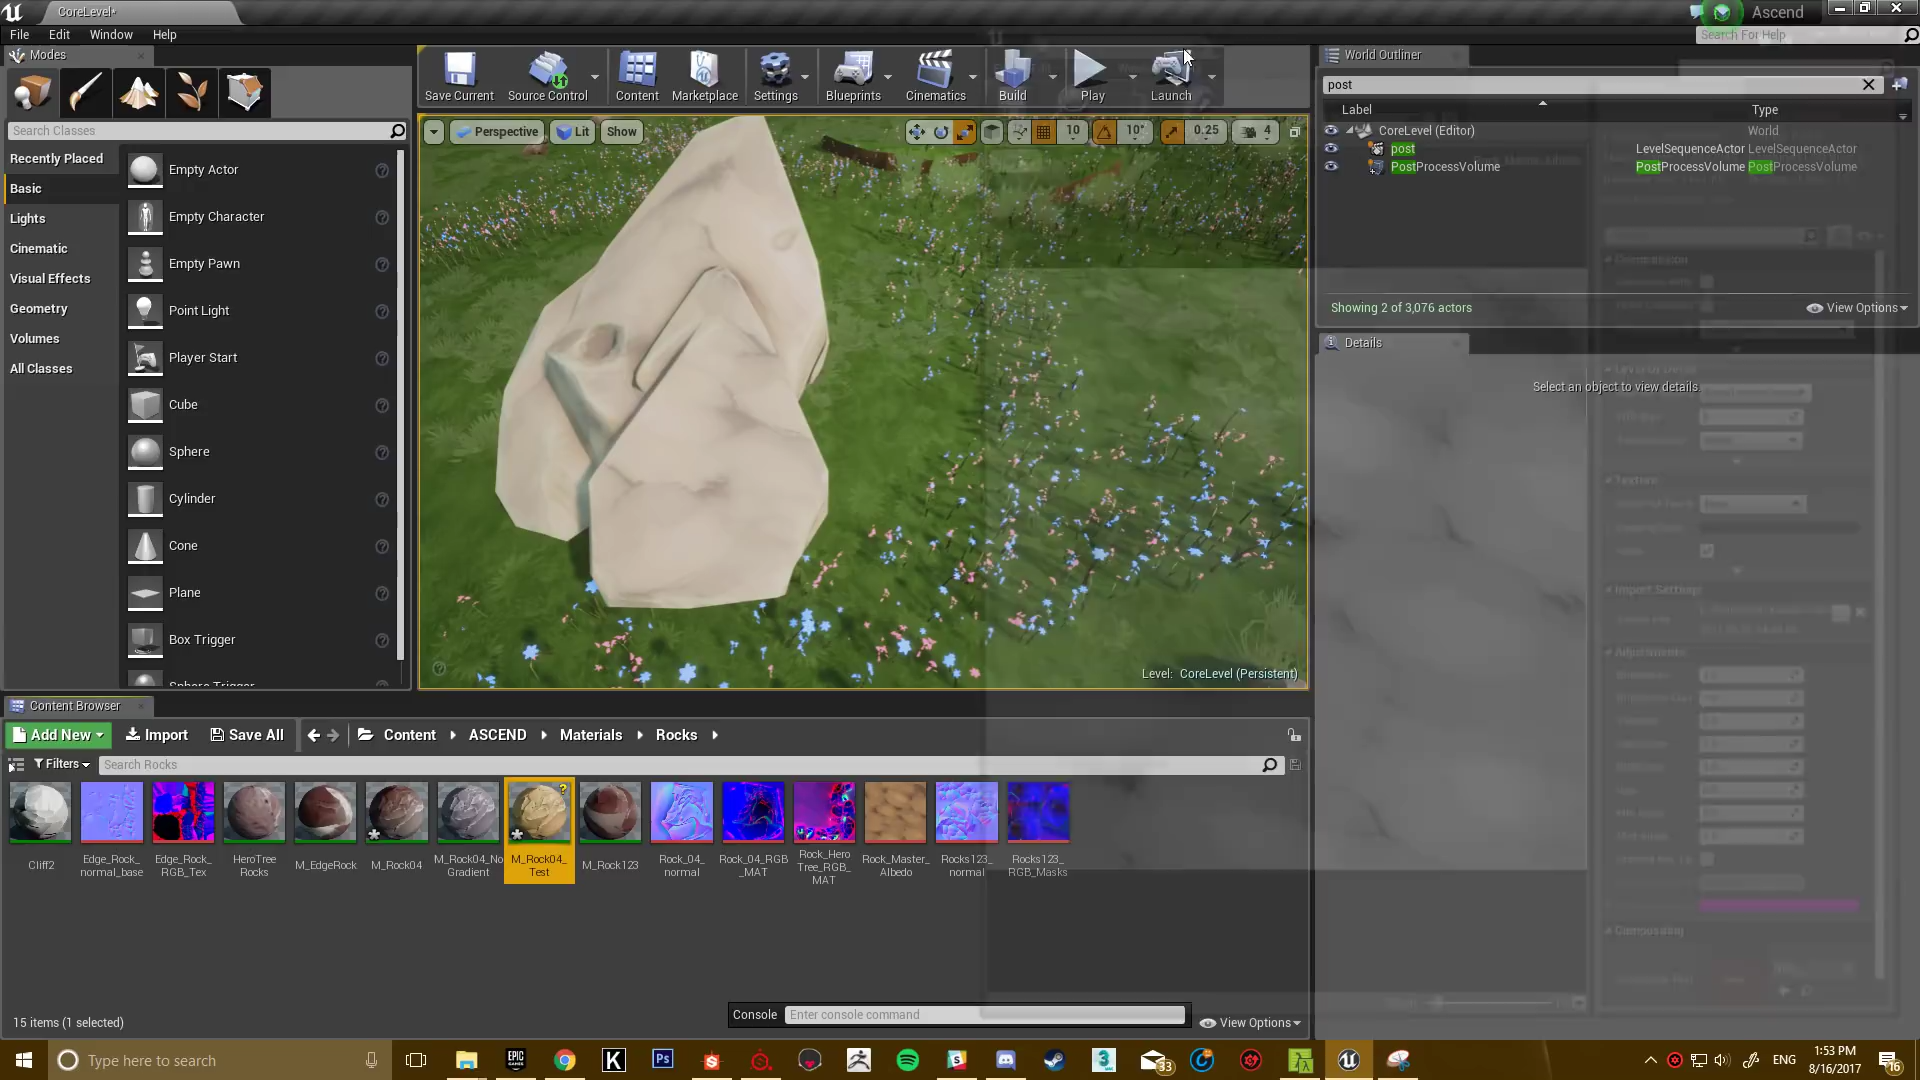 CoreLevel*
Ascend
File Edit Window Help
Search For Help
Modes
Search Classes
Recently Placed
Basic
Lights
Cinematic
Visual Effects
Geometry
Volumes
All Classes
Empty Actor
Empty Character
Empty Pawn
Point Light
Player Start
Cube
Sphere
Cylinder
Cone
Plane
Box Trigger
Sphere Trigger
Save Current
Source Control
Content
Marketplace
Settings
Blueprints
Cinematics
Build
Play
Launch
Perspective Lit Show
10 10° 0.25 4
Level: CoreLevel (Persistent)
World Outliner
post
Label Type
CoreLevel (Editor) World
post LevelSequenceActor LevelSequenceActor
PostProcessVolume PostProcessVolume PostProcessVolume
Showing 2 of 3,076 actors View Options
Details
Select an object to view details.
Content Browser
Add New Import Save All Content ASCEND Materials Rocks
Filters Search Rocks
Cliff2
Edge_Rock_
normal_base
Edge_Rock_
RGB_Tex
HeroTree
Rocks
M_EdgeRock
M_Rock04
M_Rock04_No
Gradient
M_Rock04_
Test
M_Rock123
Rock_04_
normal
Rock_04_RGB
_MAT
Rock_Hero
Tree_RGB_
MAT
Rock_Master_
Albedo
Rocks123_
normal
Rocks123_
RGB_Masks
15 items (1 selected)
Console Enter console command
View Options
Type here to search
33
ENG
1:53 PM
8/16/2017
16